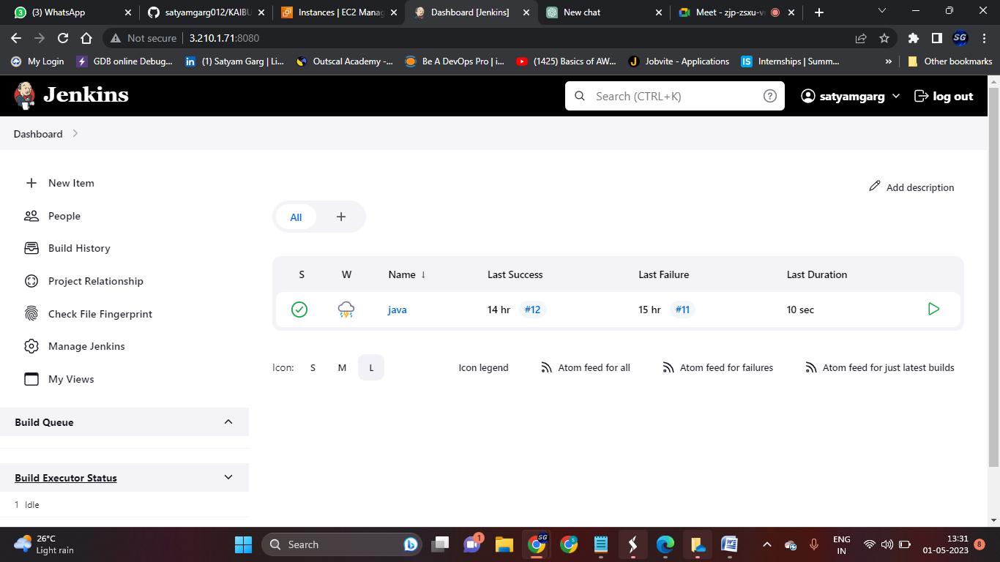 (3) WhatsApp
satyamgarg012/KAIBU
Instances | EC2 Manag
Dashboard [Jenkins]
New chat
Meet - zjp-zsxu-v
Not secure
3.210.1.71:8080
SG
My Login
GDB online Debug...
(1) Satyam Garg | Li...
Outscal Academy -...
Be A DevOps Pro | i...
(1425) Basics of AW...
Jobvite - Applications
IS Internships | Summ...
»
Other bookmarks
Jenkins
Search (CTRL+K)
satyamgarg
log out
Dashboard
New Item
People
Build History
Project Relationship
Check File Fingerprint
Manage Jenkins
My Views
Build Queue
Build Executor Status
1 Idle
Add description
All +
S W Name ↓ Last Success Last Failure Last Duration
java 14 hr #12 15 hr #11 10 sec
Icon: S M L
Icon legend
Atom feed for all
Atom feed for failures
Atom feed for just latest builds
26°C
Light rain
Search
1
SG
ENG
IN
13:31
01-05-2023
8